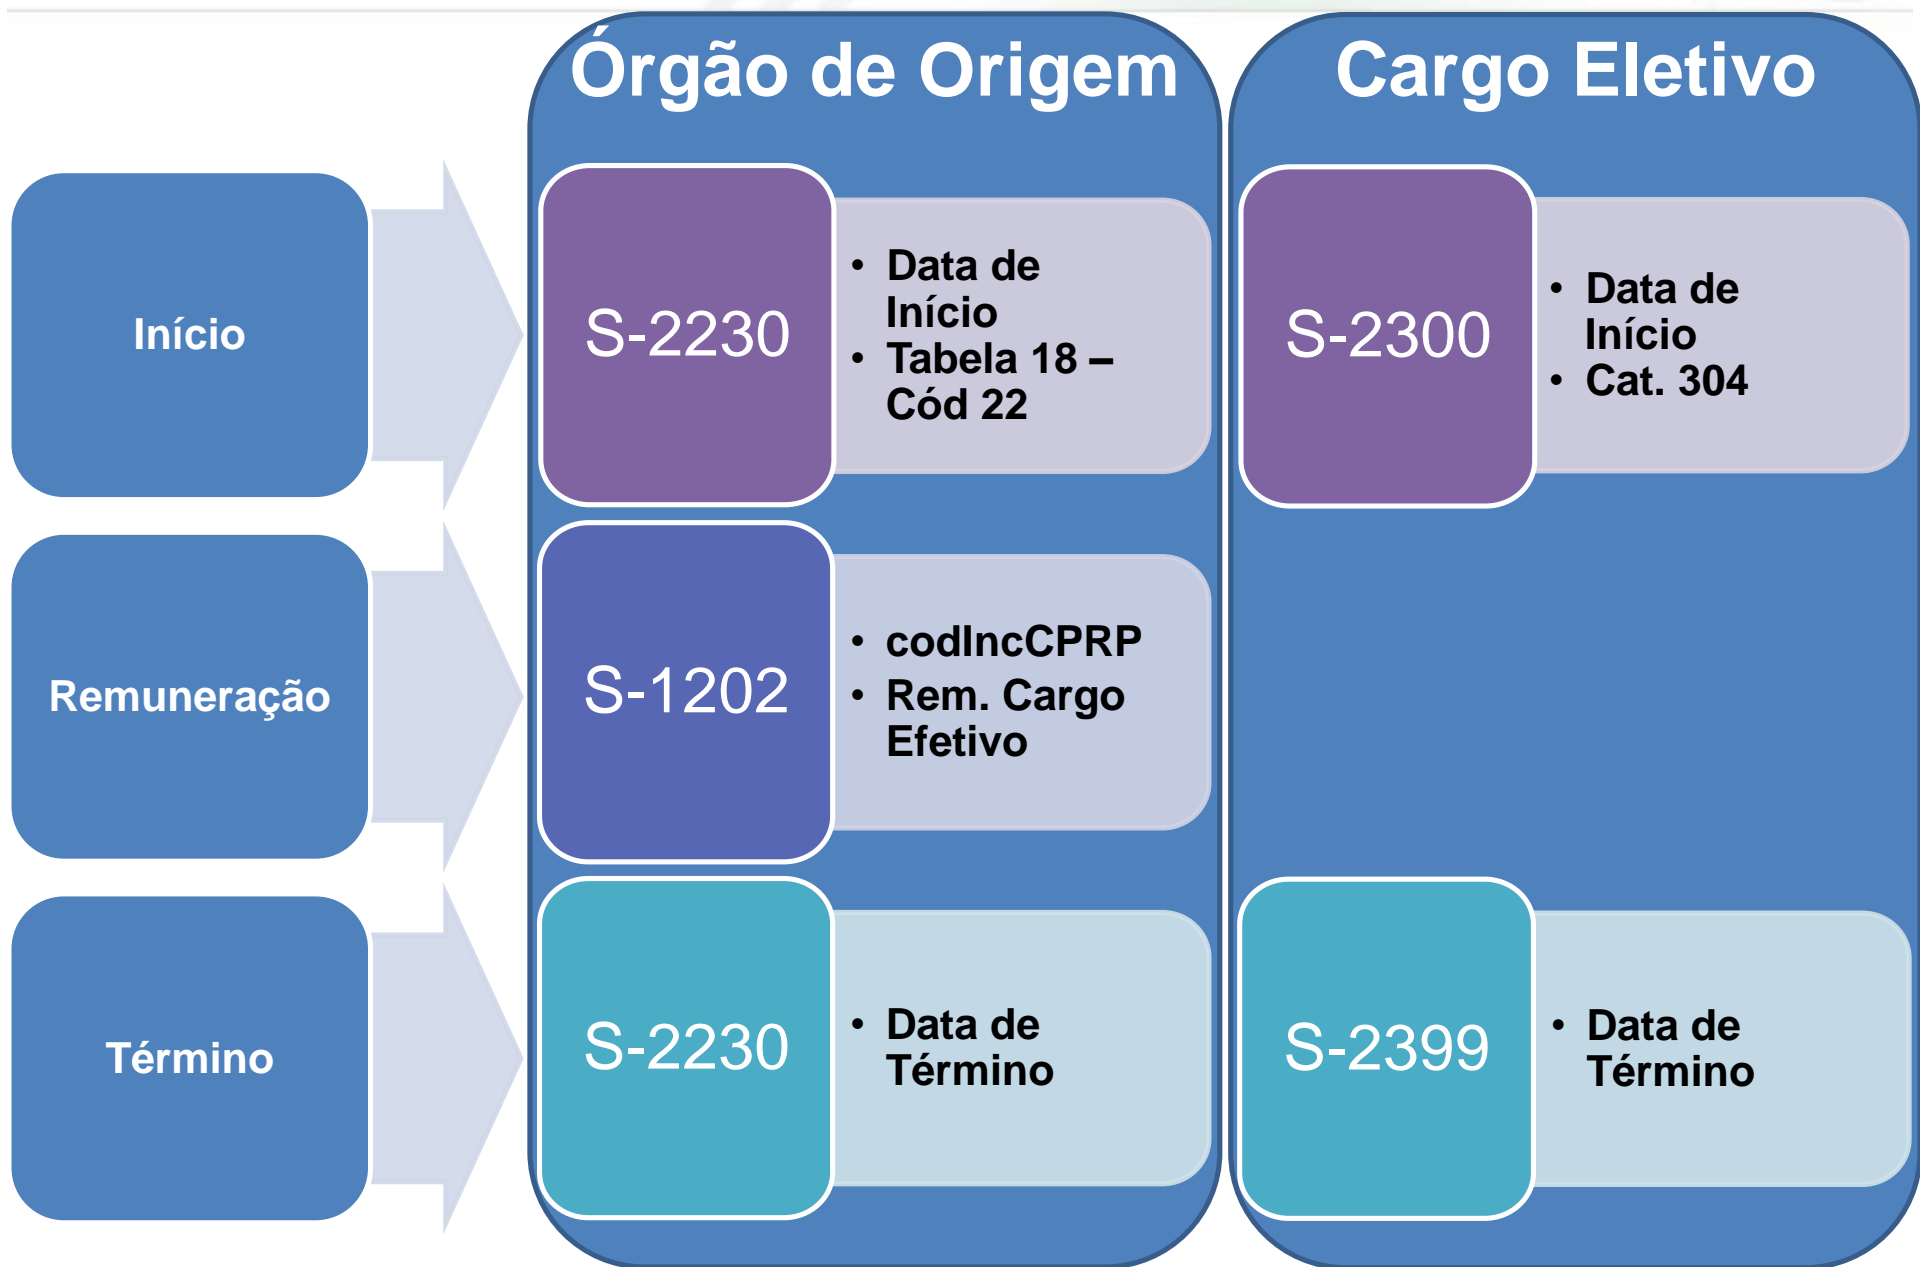 Órgão de Origem
Cargo Eletivo
Início
S-2230
• Data de
Início
• Tabela 18 –
Cód 22
S-2300
• Data de
Início
• Cat. 304
Remuneração
S-1202
• codIncCPRP
• Rem. Cargo
Efetivo
Término
S-2230
• Data de
Término
S-2399
• Data de
Término